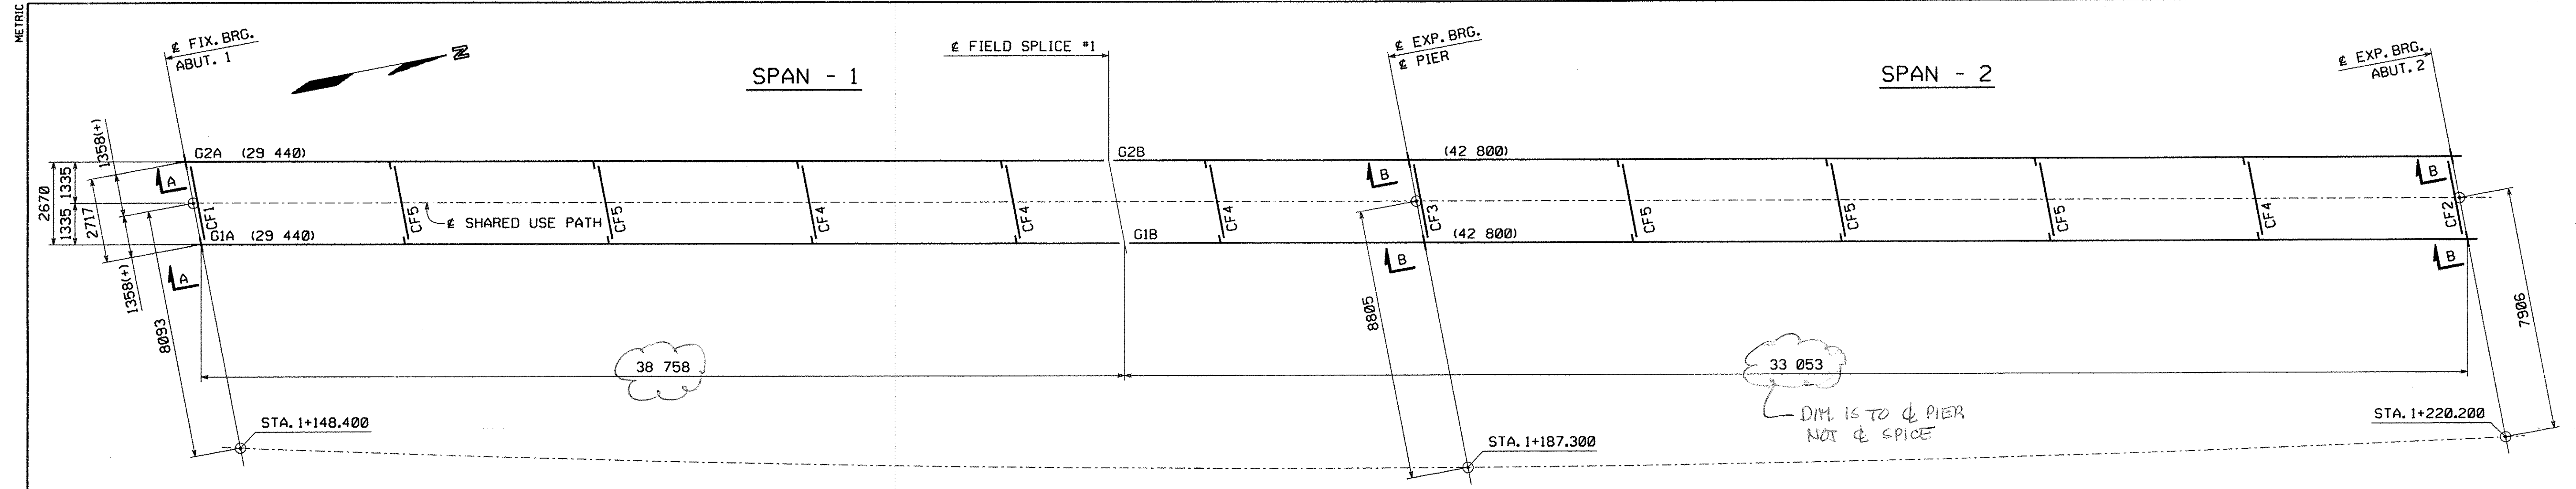 METRIC
℄ FIX. BRG.
ABUT. 1
N
SPAN - 1
℄ FIELD SPLICE #1
℄ EXP. BRG.
℄ PIER
SPAN - 2
℄ EXP. BRG.
ABUT. 2
G2A (29 440)
G2B
(42 800)
1358(+)
1335
2670
1335
2717
1358(+)
8093
A
A
CF1
CF5
CF5
CF4
CF4
CF4
CF3
CF5
CF5
CF5
CF4
CF2
B
B
B
B
℄ SHARED USE PATH
G1A (29 440)
G1B
(42 800)
8805
7906
38 758
33 053
DIM. IS TO ℄ PIER
NOT ℄ SPICE
STA. 1+148.400
STA. 1+187.300
STA. 1+220.200